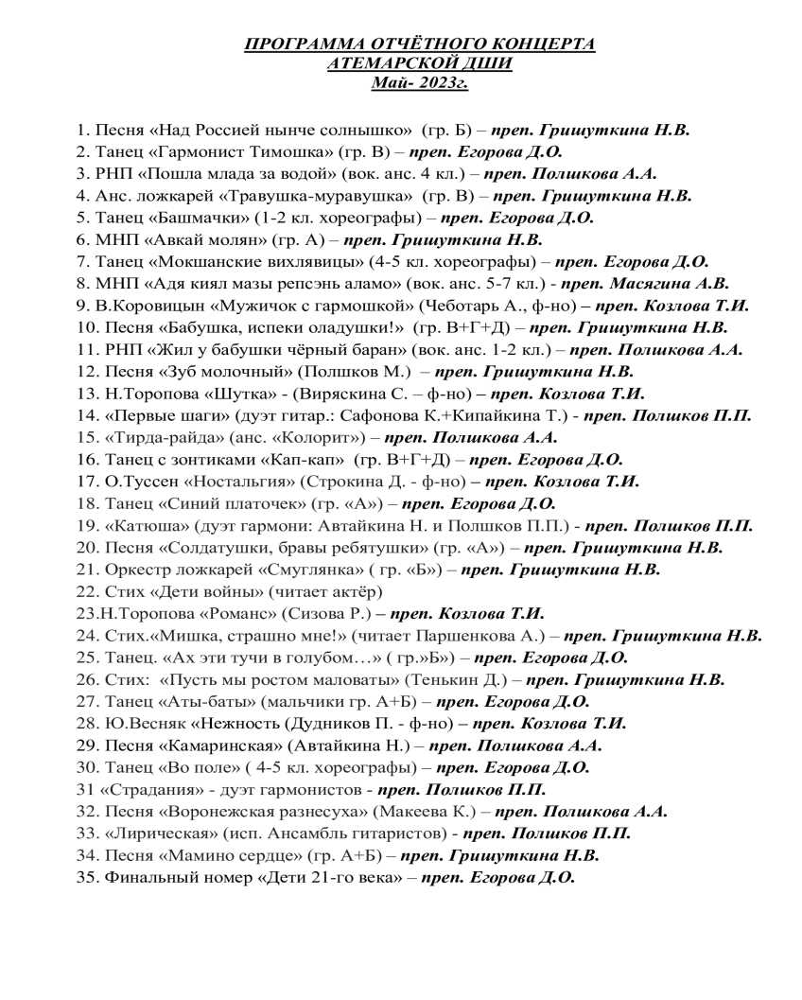 ПРОГРАММА ОТЧЁТНОГО КОНЦЕРТА
АТЕМАРСКОЙ ДШИ
Май- 2023г.
1. Песня «Над Россией нынче солнышко»  (гр. Б) – преп. Гришуткина Н.В.
2. Танец «Гармонист Тимошка» (гр. В) – преп. Егорова Д.О.
3. РНП «Пошла млада за водой» (вок. анс. 4 кл.) – преп. Полшкова А.А.
4. Анс. ложкарей «Травушка-муравушка»  (гр. В) – преп. Гришуткина Н.В.
5. Танец «Башмачки» (1-2 кл. хореографы) – преп. Егорова Д.О.
6. МНП «Авкай молян» (гр. А) – преп. Гришуткина Н.В.
7. Танец «Мокшанские вихлявицы» (4-5 кл. хореографы) – преп. Егорова Д.О.
8. МНП «Адя киял мазы репсэнь аламо» (вок. анс. 5-7 кл.) - преп. Масягина А.В.
9. В.Коровицын «Мужичок с гармошкой» (Чеботарь А., ф-но) – преп. Козлова Т.И.
10. Песня «Бабушка, испеки оладушки!»  (гр. В+Г+Д) – преп. Гришуткина Н.В.
11. РНП «Жил у бабушки чёрный баран» (вок. анс. 1-2 кл.) – преп. Полшкова А.А.
12. Песня «Зуб молочный» (Полшков М.)  – преп. Гришуткина Н.В.
13. Н.Торопова «Шутка» - (Виряскина С. – ф-но) – преп. Козлова Т.И.
14. «Первые шаги» (дуэт гитар.: Сафонова К.+Кипайкина Т.) - преп. Полшков П.П.
15. «Тирда-райда» (анс. «Колорит») – преп. Полшкова А.А.
16. Танец с зонтиками «Кап-кап»  (гр. В+Г+Д) – преп. Егорова Д.О.
17. О.Туссен «Ностальгия» (Строкина Д. - ф-но) – преп. Козлова Т.И.
18. Танец «Синий платочек» (гр. «А») – преп. Егорова Д.О.
19. «Катюша» (дуэт гармони: Автайкина Н. и Полшков П.П.) - преп. Полшков П.П.
20. Песня «Солдатушки, бравы ребятушки» (гр. «А») – преп. Гришуткина Н.В.
21. Оркестр ложкарей «Смуглянка» ( гр. «Б») – преп. Гришуткина Н.В.
22. Стих «Дети войны» (читает актёр)
23.Н.Торопова «Романс» (Сизова Р.) – преп. Козлова Т.И.
24. Стих.«Мишка, страшно мне!» (читает Паршенкова А.) – преп. Гришуткина Н.В.
25. Танец. «Ах эти тучи в голубом…» ( гр.»Б») – преп. Егорова Д.О.
26. Стих:  «Пусть мы ростом маловаты» (Тенькин Д.) – преп. Гришуткина Н.В.
27. Танец «Аты-баты» (мальчики гр. А+Б) – преп. Егорова Д.О.
28. Ю.Весняк «Нежность (Дудников П. - ф-но) – преп. Козлова Т.И.
29. Песня «Камаринская» (Автайкина Н.) – преп. Полшкова А.А.
30. Танец «Во поле» ( 4-5 кл. хореографы) – преп. Егорова Д.О.
31 «Страдания» - дуэт гармонистов - преп. Полшков П.П.
32. Песня «Воронежская разнесуха» (Макеева К.) – преп. Полшкова А.А.
33. «Лирическая» (исп. Ансамбль гитаристов) - преп. Полшков П.П.
34. Песня «Мамино сердце» (гр. А+Б) – преп. Гришуткина Н.В.
35. Финальный номер «Дети 21-го века» – преп. Егорова Д.О.